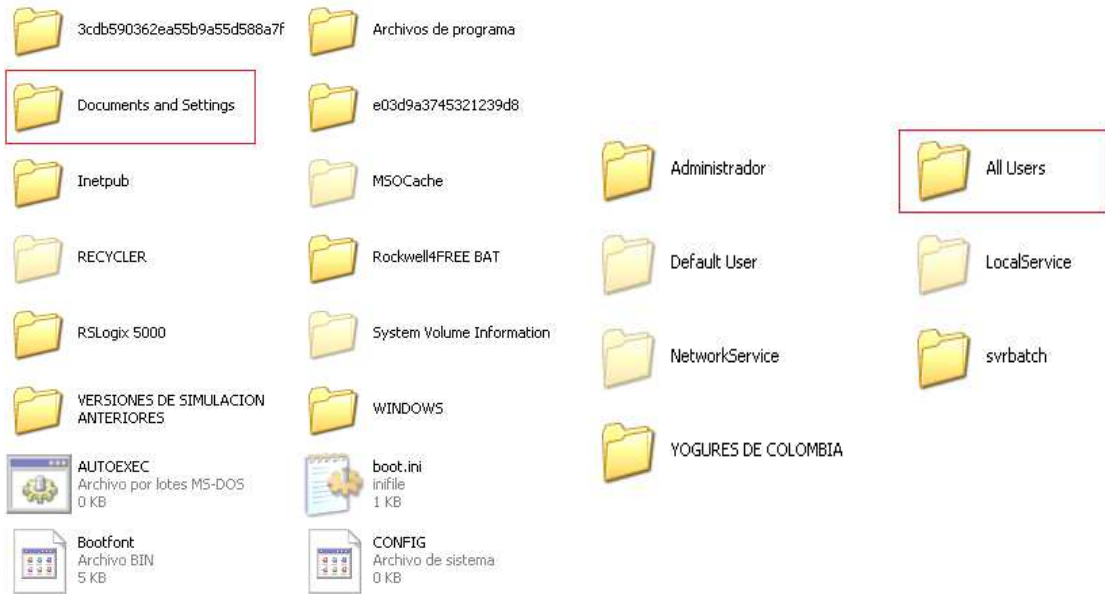 3cdb590362ea55b9a55d588a7f
Archivos de programa
Documents and Settings
e03d9a3745321239d8
Inetpub
MSOCache
RECYCLER
Rockwell4FREE BAT
RSLogix 5000
System Volume Information
VERSIONES DE SIMULACION
ANTERIORES
WINDOWS
AUTOEXEC
Archivo por lotes MS-DOS
0 KB
boot.ini
inifile
1 KB
Bootfont
Archivo BIN
5 KB
CONFIG
Archivo de sistema
0 KB
Administrador
All Users
Default User
LocalService
NetworkService
svrbatch
YOGURES DE COLOMBIA